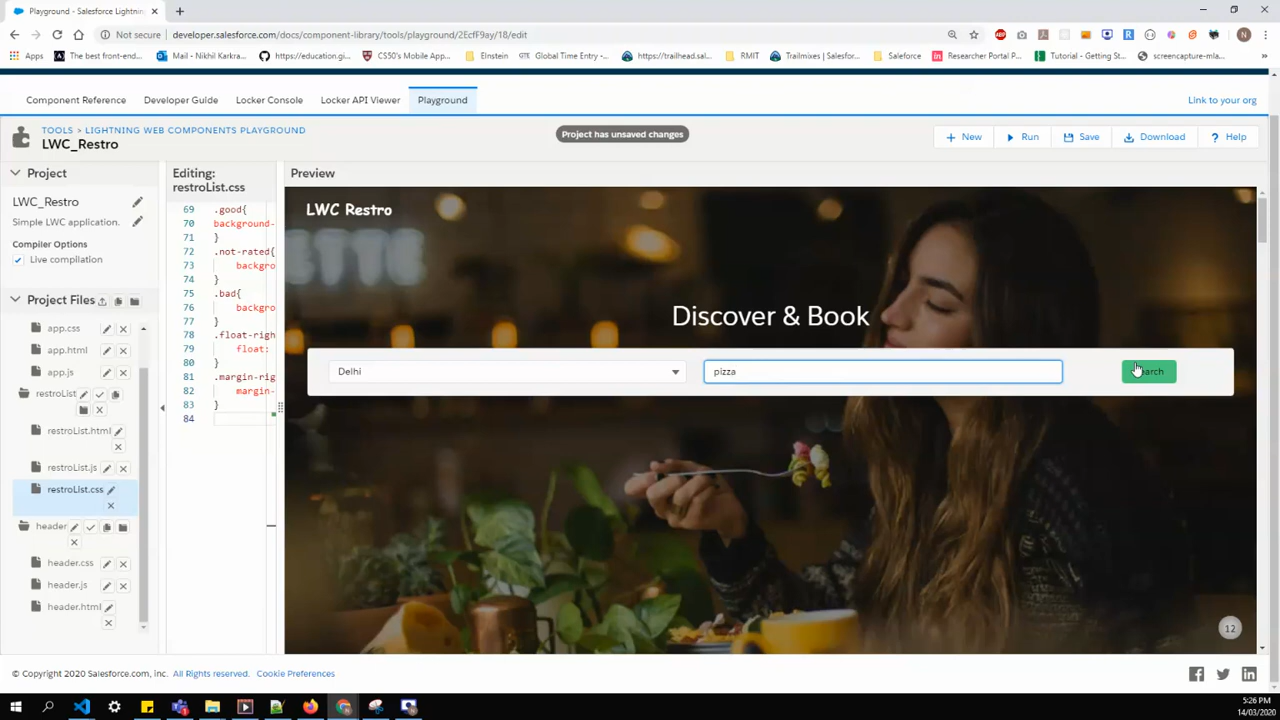 Playground - Salesforce Lightnin
Not secure developer.salesforce.com/docs/component-library/tools/playground/2EcfF9ay/18/edit
Apps The best front-end... Mail - Nikhil Karkra... https://education.gi... CS50's Mobile App... Einstein Global Time Entry -... https://trailhead.sal... RMIT Trailmixes | Salesfor... Saleforce Researcher Portal P... Tutorial - Getting St... screencapture-mla...
Component Reference Developer Guide Locker Console Locker API Viewer Playground Link to your org
TOOLS > LIGHTNING WEB COMPONENTS PLAYGROUND
LWC_Restro
Project has unsaved changes
New Run Save Download Help
Project
LWC_Restro
Simple LWC application.
Compiler Options
Live compilation
Project Files
app.css
app.html
app.js
restroList
restroList.html
restroList.js
restroList.css
header
header.css
header.js
header.html
Editing:
restroList.css
69 .good{
70 background-
71 }
72 .not-rated{
73 backgro
74 }
75 .bad{
76 backgro
77 }
78 .float-righ
79 float:
80 }
81 .margin-rig
82 margin-
83 }
84
Preview
LWC Restro
Discover & Book
Delhi pizza
12
© Copyright 2020 Salesforce.com, inc. All Rights reserved. Cookie Preferences
5:26 PM
14/03/2020